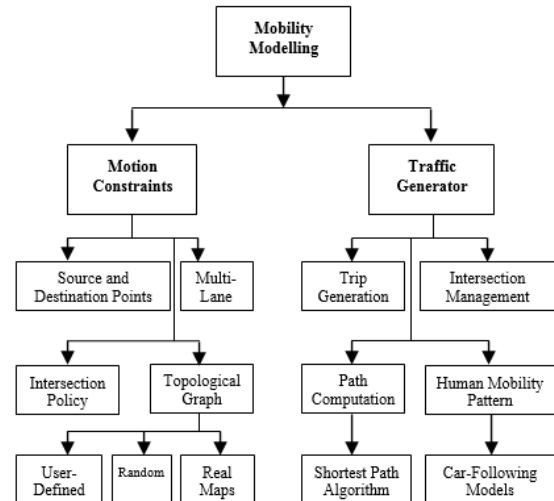 Mobility
Modelling
Motion
Constraints
Traffic
Generator
Source and
Destination Points
Multi-
Lane
Trip
Generation
Intersection
Management
Intersection
Policy
Topological
Graph
Path
Computation
Human Mobility
Pattern
User-
Defined
Random
Real
Maps
Shortest Path
Algorithm
Car-Following
Models